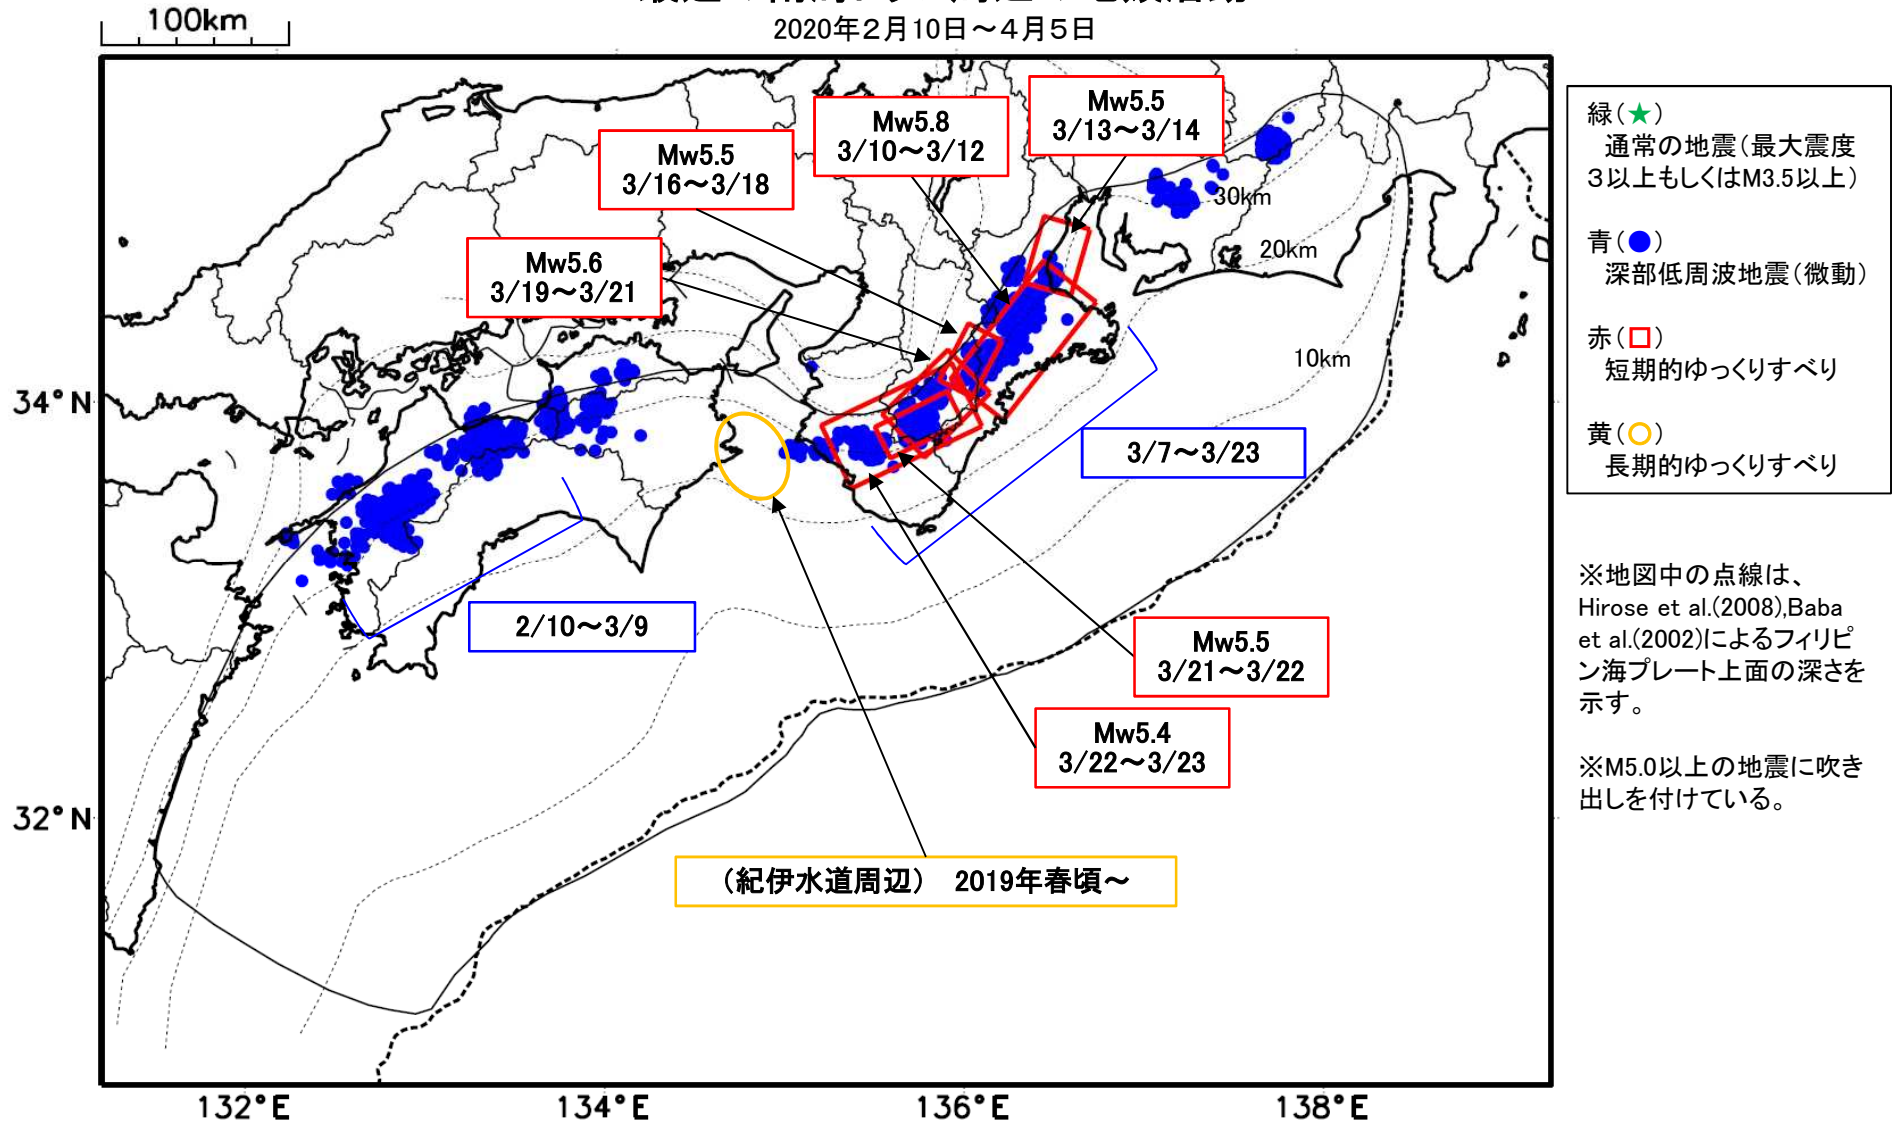 100km
2020年2月10日～4月5日
Mw5.5
3/13～3/14
Mw5.8
3/10～3/12
Mw5.5
3/16～3/18
Mw5.6
3/19～3/21
30km
20km
10km
34°N
32°N
3/7～3/23
2/10～3/9
Mw5.5
3/21～3/22
Mw5.4
3/22～3/23
（紀伊水道周辺） 2019年春頃～
132°E
134°E
136°E
138°E
緑（★）
通常の地震（最大震度
３以上もしくはM3.5以上）
青（●）
深部低周波地震（微動）
赤（□）
短期的ゆっくりすべり
黄（○）
長期的ゆっくりすべり
※地図中の点線は、
Hirose et al.(2008),Baba
et al.(2002)によるフィリピ
ン海プレート上面の深さを
示す。
※M5.0以上の地震に吹き
出しを付けている。